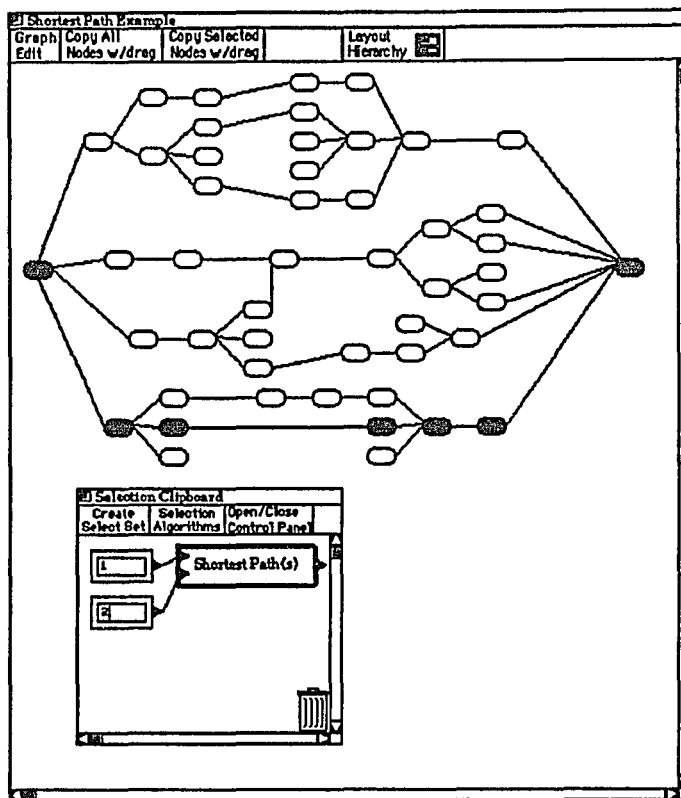 Shortest Path Example
Graph Copy All Copy Selected Layout
Edit Nodes w/drag Nodes w/drag Hierarchy
Selection Clipboard
Create Selection Open/Close
Select Set Algorithms Control Panel
1
Shortest Path(s)
2